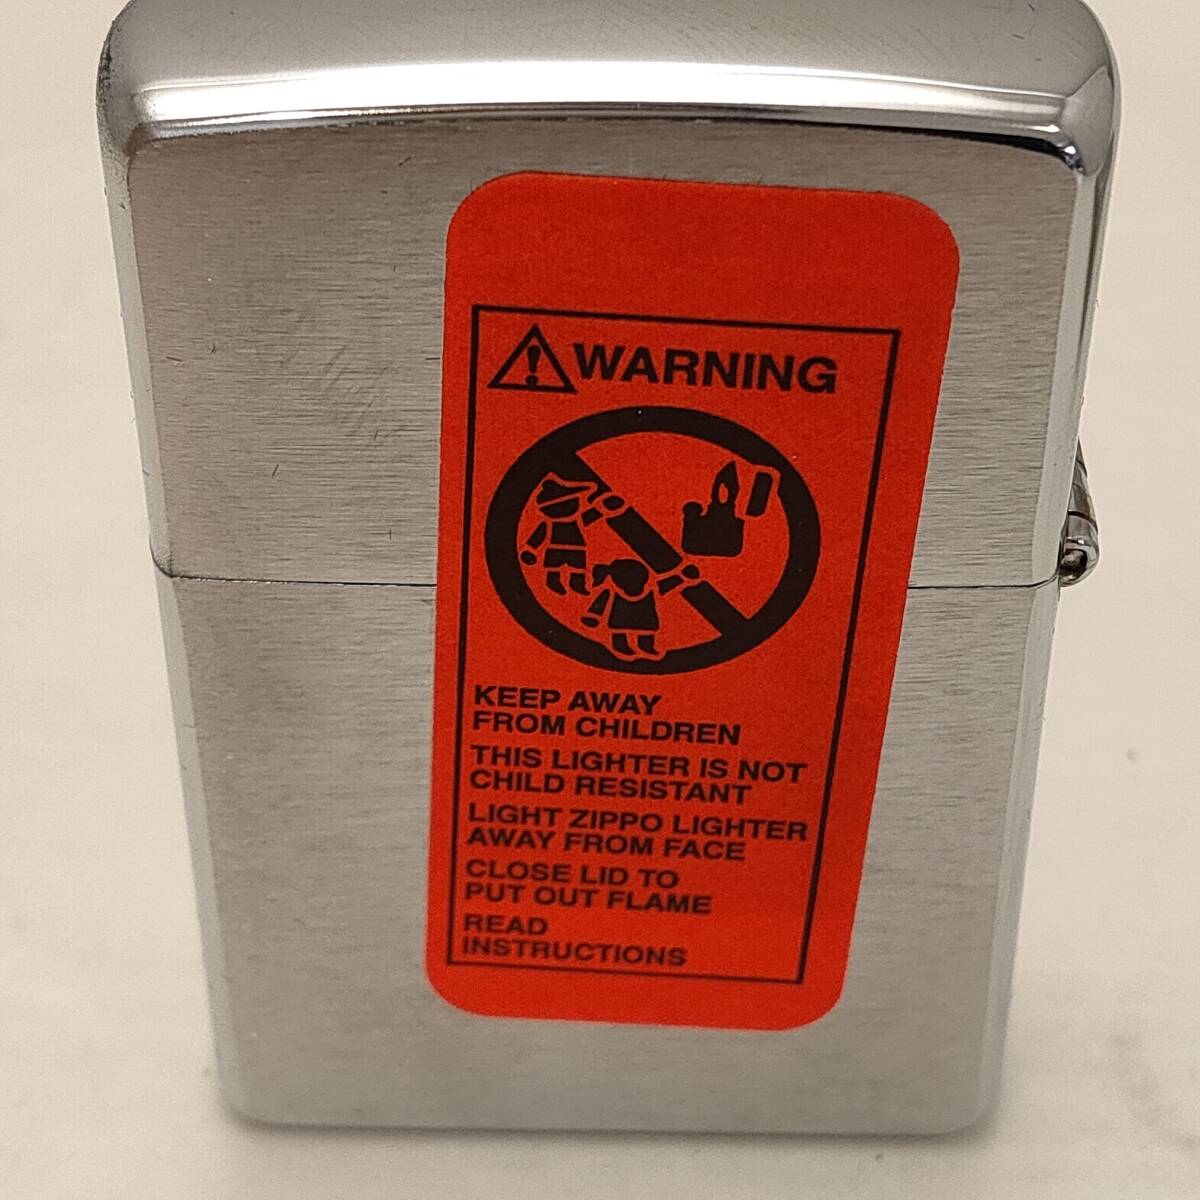 WARNING
KEEP AWAY
FROM CHILDREN
THIS LIGHTER IS NOT
CHILD RESISTANT
LIGHT ZIPPO LIGHTER
AWAY FROM FACE
CLOSE LID TO
PUT OUT FLAME
READ
INSTRUCTIONS